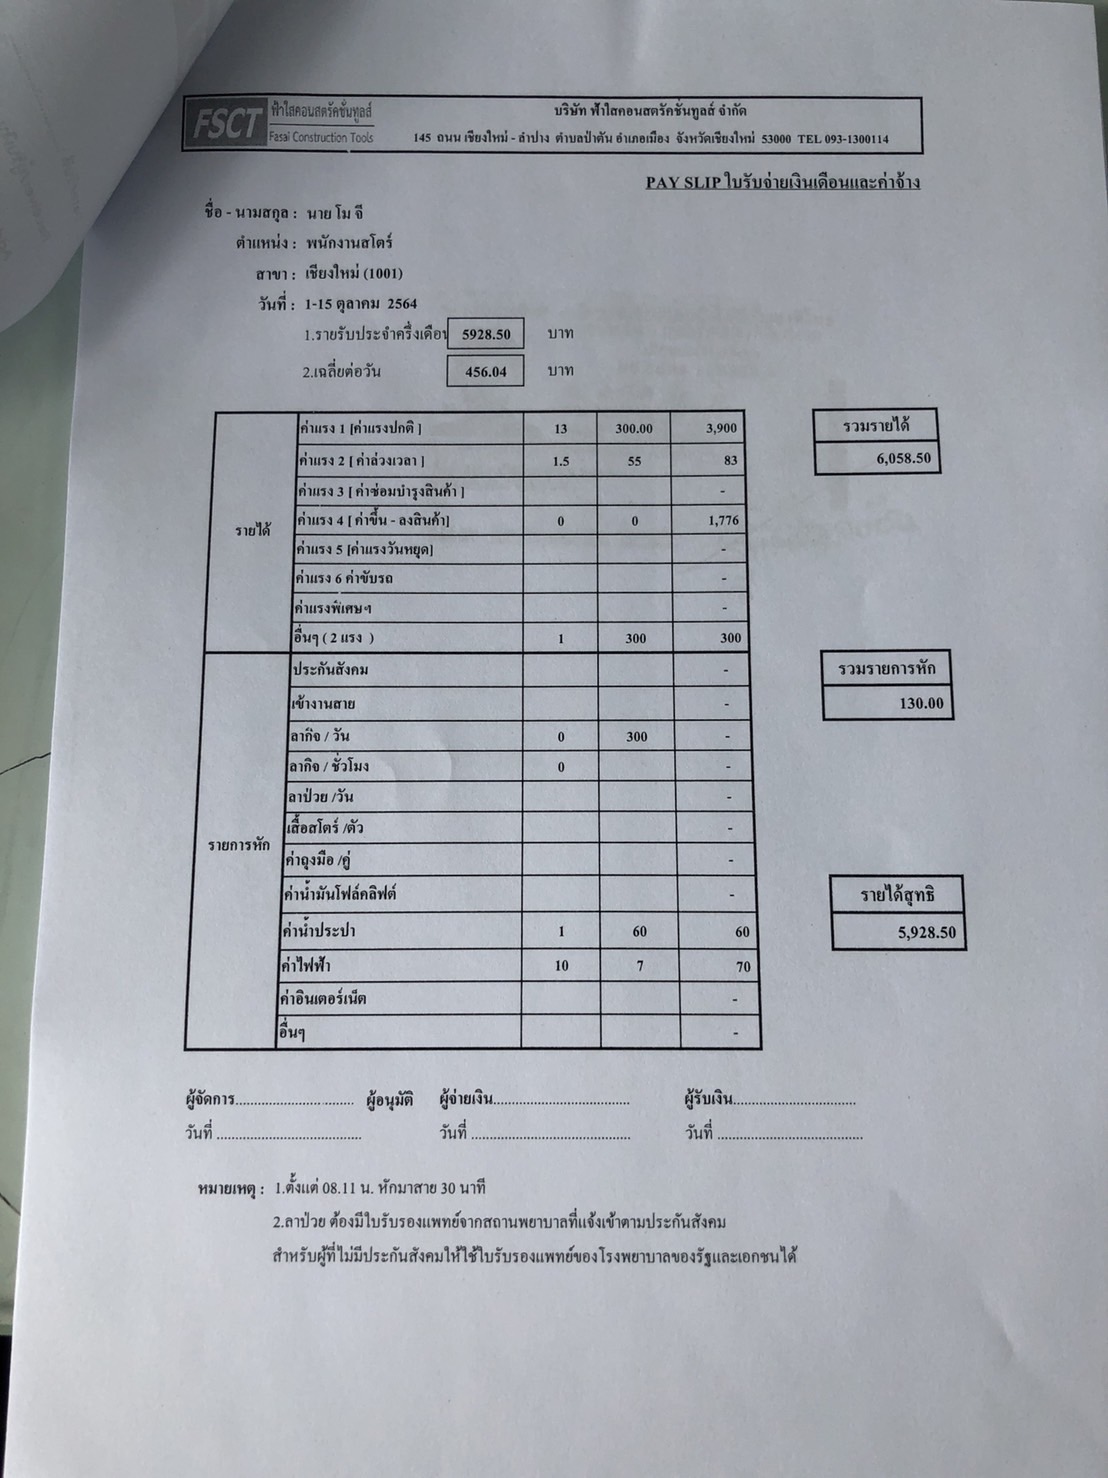 FSCT ฟ้าใสคอนสตรัคชั่นทูลส์
Fasai Construction Tools
บริษัท ฟ้าใสคอนสตรัคชั่นทูลส์ จำกัด
145 ถนน เชียงใหม่ - ลำปาง ตำบลป่าตัน อำเภอเมือง จังหวัดเชียงใหม่ 53000 TEL 093-1300114
PAY SLIP ใบรับจ่ายเงินเดือนและค่าจ้าง
ชื่อ - นามสกุล : นาย โม จี
ตำแหน่ง : พนักงานสโตร์
สาขา : เชียงใหม่ (1001)
วันที่ : 1-15 ตุลาคม 2564
1.รายรับประจำครึ่งเดือน 5928.50 บาท
2.เฉลี่ยต่อวัน 456.04 บาท
รายได้
ค่าแรง 1 [ค่าแรงปกติ ] 13 300.00 3,900
ค่าแรง 2 [ ค่าล่วงเวลา ] 1.5 55 83
ค่าแรง 3 [ ค่าซ่อมบำรุงสินค้า ] -
ค่าแรง 4 [ ค่าขึ้น - ลงสินค้า] 0 0 1,776
ค่าแรง 5 [ค่าแรงวันหยุด] -
ค่าแรง 6 ค่าขับรถ -
ค่าแรงพิเศษฯ -
อื่นๆ ( 2 แรง ) 1 300 300
รวมรายได้
6,058.50
รายการหัก
ประกันสังคม -
เข้างานสาย -
ลากิจ / วัน 0 300 -
ลากิจ / ชั่วโมง 0 -
ลาป่วย /วัน -
เสื้อสโตร์ /ตัว -
ค่าถุงมือ /คู่ -
ค่าน้ำมันโฟล์คลิฟต์ -
ค่าน้ำประปา 1 60 60
ค่าไฟฟ้า 10 7 70
ค่าอินเตอร์เน็ต -
อื่นๆ -
รวมรายการหัก
130.00
รายได้สุทธิ
5,928.50
ผู้จัดการ.............................. ผู้อนุมัติ ผู้จ่ายเงิน.................................. ผู้รับเงิน...............................
วันที่ ..................................... วันที่ ........................................ วันที่ .....................................
หมายเหตุ : 1.ตั้งแต่ 08.11 น. หักมาสาย 30 นาที
2.ลาป่วย ต้องมีใบรับรองแพทย์จากสถานพยาบาลที่แจ้งเข้าตามประกันสังคม
สำหรับผู้ที่ไม่มีประกันสังคมให้ใช้ใบรับรองแพทย์ของโรงพยาบาลของรัฐและเอกชนได้